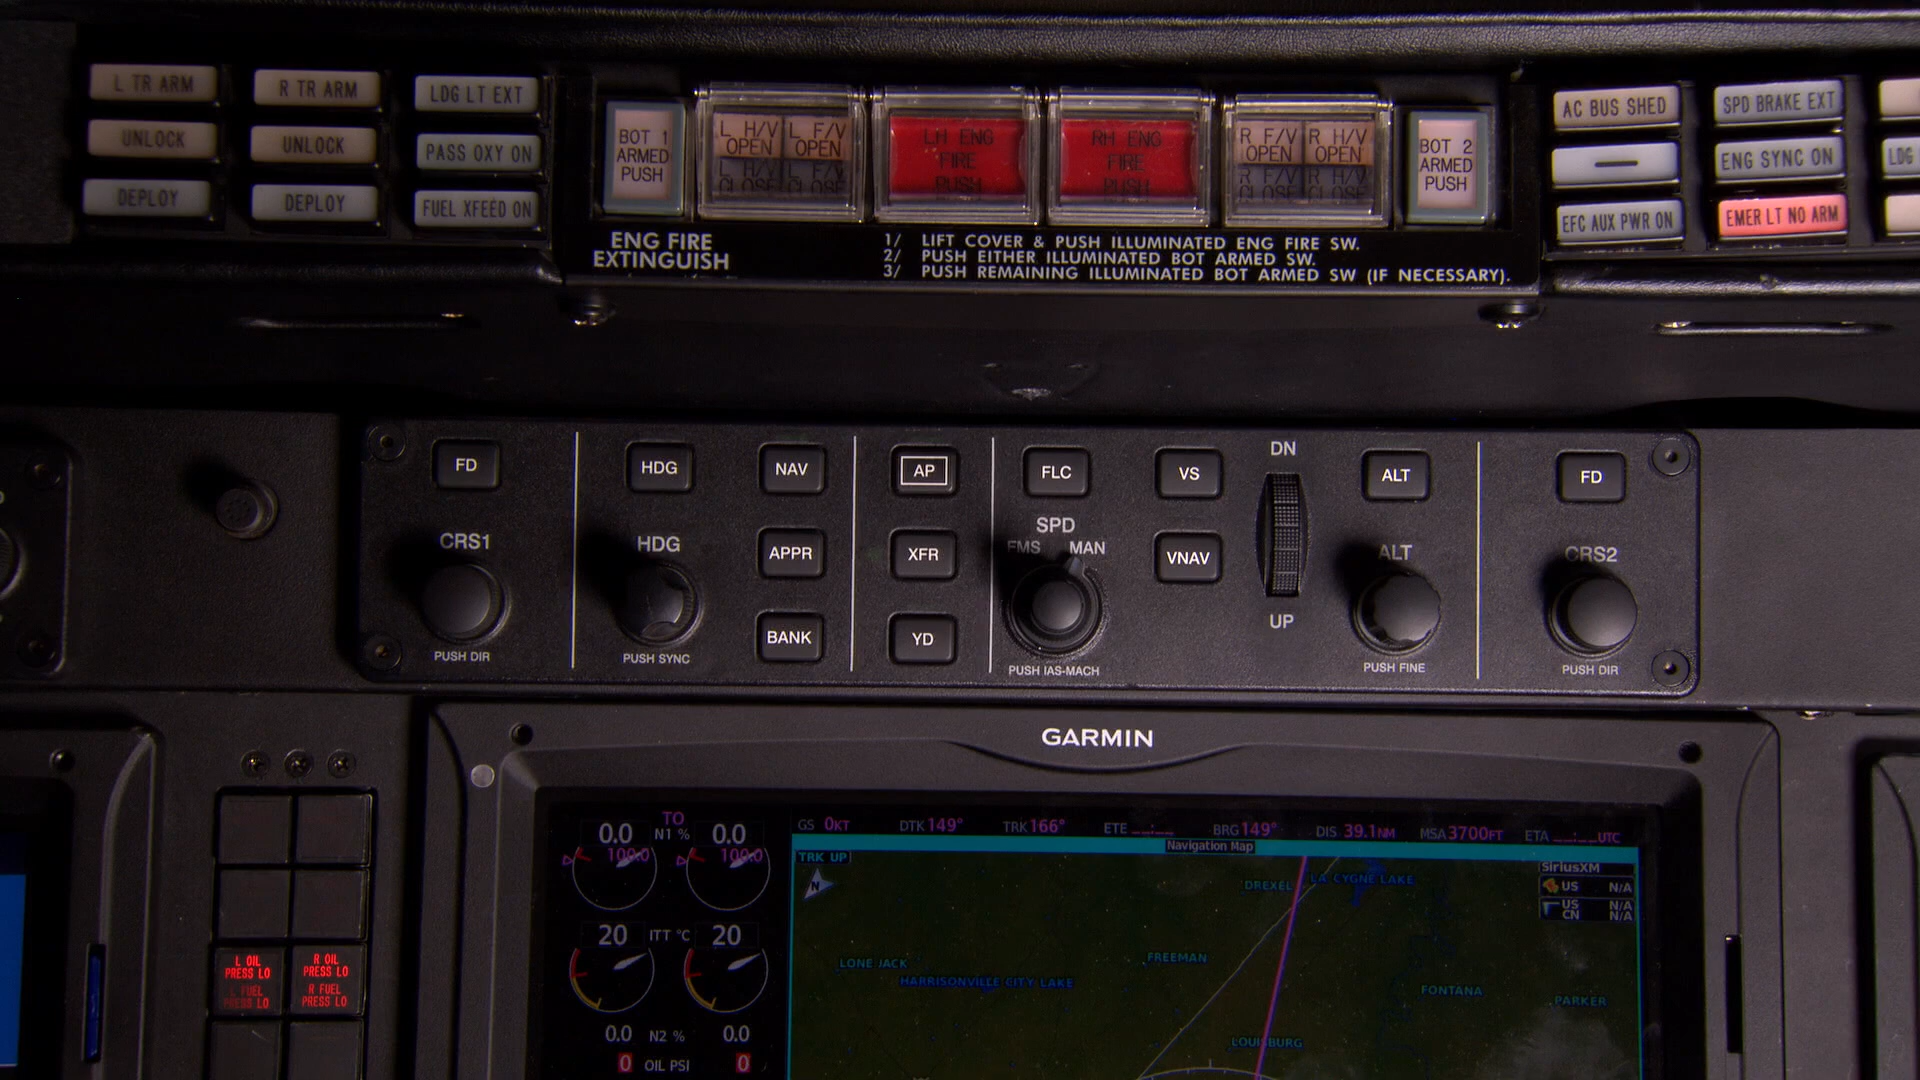 L TR ARM
R TR ARM
LDG LT EXT
UNLOCK
UNLOCK
PASS OXY ON
DEPLOY
DEPLOY
FUEL XFEED ON
BOT 1
ARMED
PUSH
L H/V
OPEN
L F/V
OPEN
L H/V
CLOSE
L F/V
CLOSE
LH ENG
FIRE
PUSH
RH ENG
FIRE
PUSH
R F/V
OPEN
R H/V
OPEN
R F/V
CLOSE
R H/V
CLOSE
BOT 2
ARMED
PUSH
ENG FIRE
EXTINGUISH
1/ LIFT COVER & PUSH ILLUMINATED ENG FIRE SW.
2/ PUSH EITHER ILLUMINATED BOT ARMED SW.
3/ PUSH REMAINING ILLUMINATED BOT ARMED SW (IF NECESSARY).
AC BUS SHED
SPD BRAKE EXT
ENG SYNC ON
LDG
EFC AUX PWR ON
EMER LT NO ARM
FD
HDG
NAV
AP
FLC
VS
DN
ALT
FD
CRS1
HDG
APPR
XFR
SPD
FMS MAN
VNAV
ALT
CRS2
BANK
YD
UP
PUSH DIR
PUSH SYNC
PUSH IAS-MACH
PUSH FINE
PUSH DIR
GARMIN
TO
0.0 N1 % 0.0
100.0 100.0
20 ITT °C 20
0.0 N2 % 0.0
0 OIL PSI 0
GS 0KT DTK 149° TRK 166° ETE __:__ BRG 149° DIS 39.1NM MSA 3700FT ETA __:__UTC
Navigation Map
TRK UP
N
SiriusXM
US N/A
US N/A
CN N/A
DREXEL
LA CYGNE LAKE
LONE JACK
FREEMAN
HARRISONVILLE CITY LAKE
FONTANA
PARKER
LOUISBURG
L OIL
PRESS LO
L FUEL
PRESS LO
R OIL
PRESS LO
R FUEL
PRESS LO